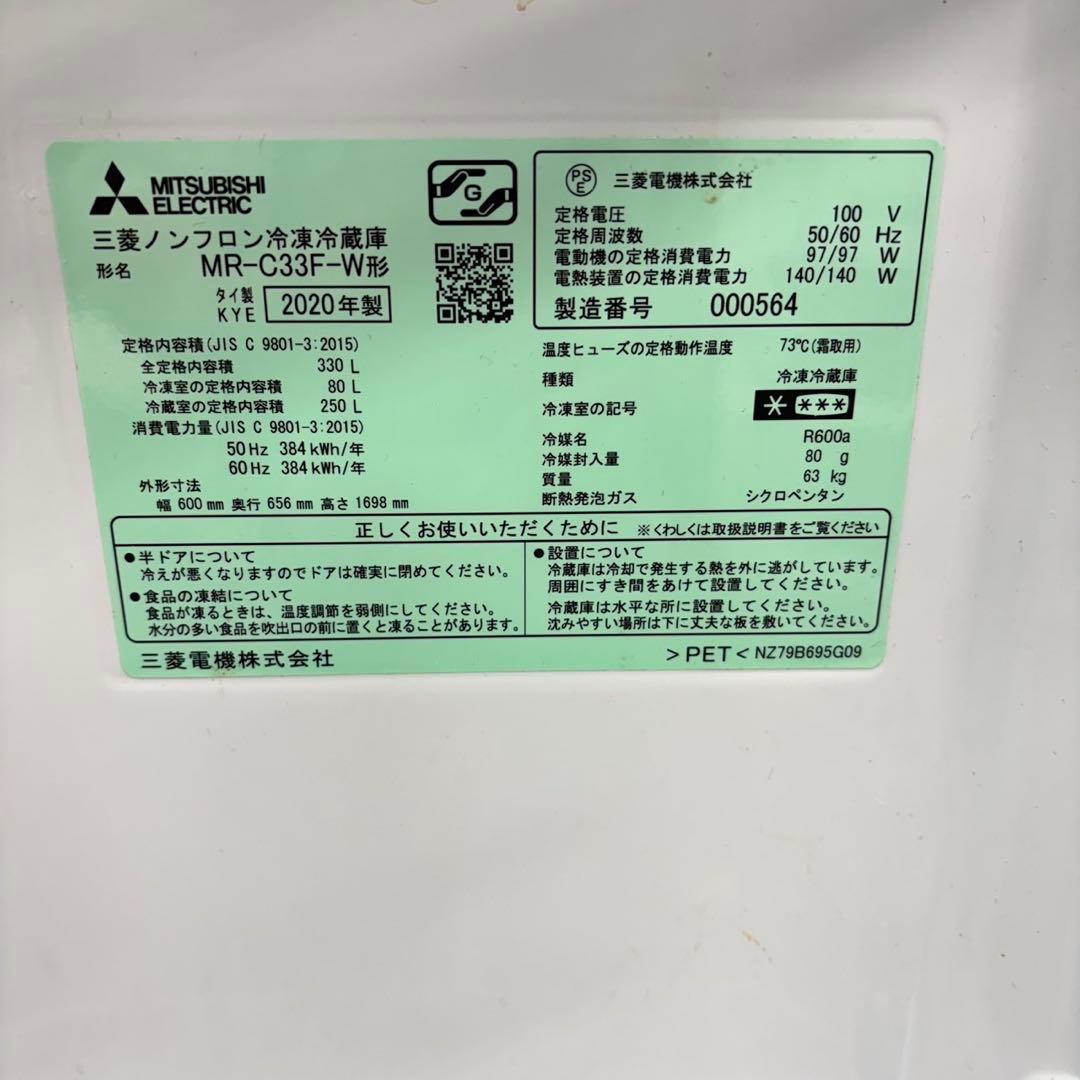 MITSUBISHI
ELECTRIC
三菱ノンフロン冷凍冷蔵庫
形名 MR-C33F-W形
タイ製
KYE 2020年製
G
定格内容積(JIS C 9801-3:2015)
全定格内容積 330 L
冷凍室の定格内容積 80 L
冷蔵室の定格内容積 250 L
消費電力量(JIS C 9801-3:2015)
50Hz 384kWh/年
60Hz 384kWh/年
外形寸法
幅 600mm 奥行 656mm 高さ 1698mm
PSE 三菱電機株式会社
定格電圧 100 V
定格周波数 50/60 Hz
電動機の定格消費電力 97/97 W
電熱装置の定格消費電力 140/140 W
製造番号 000564
温度ヒューズの定格動作温度 73℃(霜取用)
種類 冷凍冷蔵庫
冷凍室の記号 * ***
冷媒名 R600a
冷媒封入量 80 g
質量 63 kg
断熱発泡ガス シクロペンタン
正しくお使いいただくために ※くわしくは取扱説明書をご覧ください
●半ドアについて
冷えが悪くなりますのでドアは確実に閉めてください。
●食品の凍結について
食品が凍るときは、温度調節を弱側にしてください。
水分の多い食品を吹出口の前に置くと凍ることがあります。
●設置について
冷蔵庫は冷却で発生する熱を外に逃がしています。
周囲にすき間をあけて設置してください。
冷蔵庫は水平な所に設置してください。
沈みやすい場所は下に丈夫な板を敷いてください。
三菱電機株式会社 >PET< NZ79B695G09